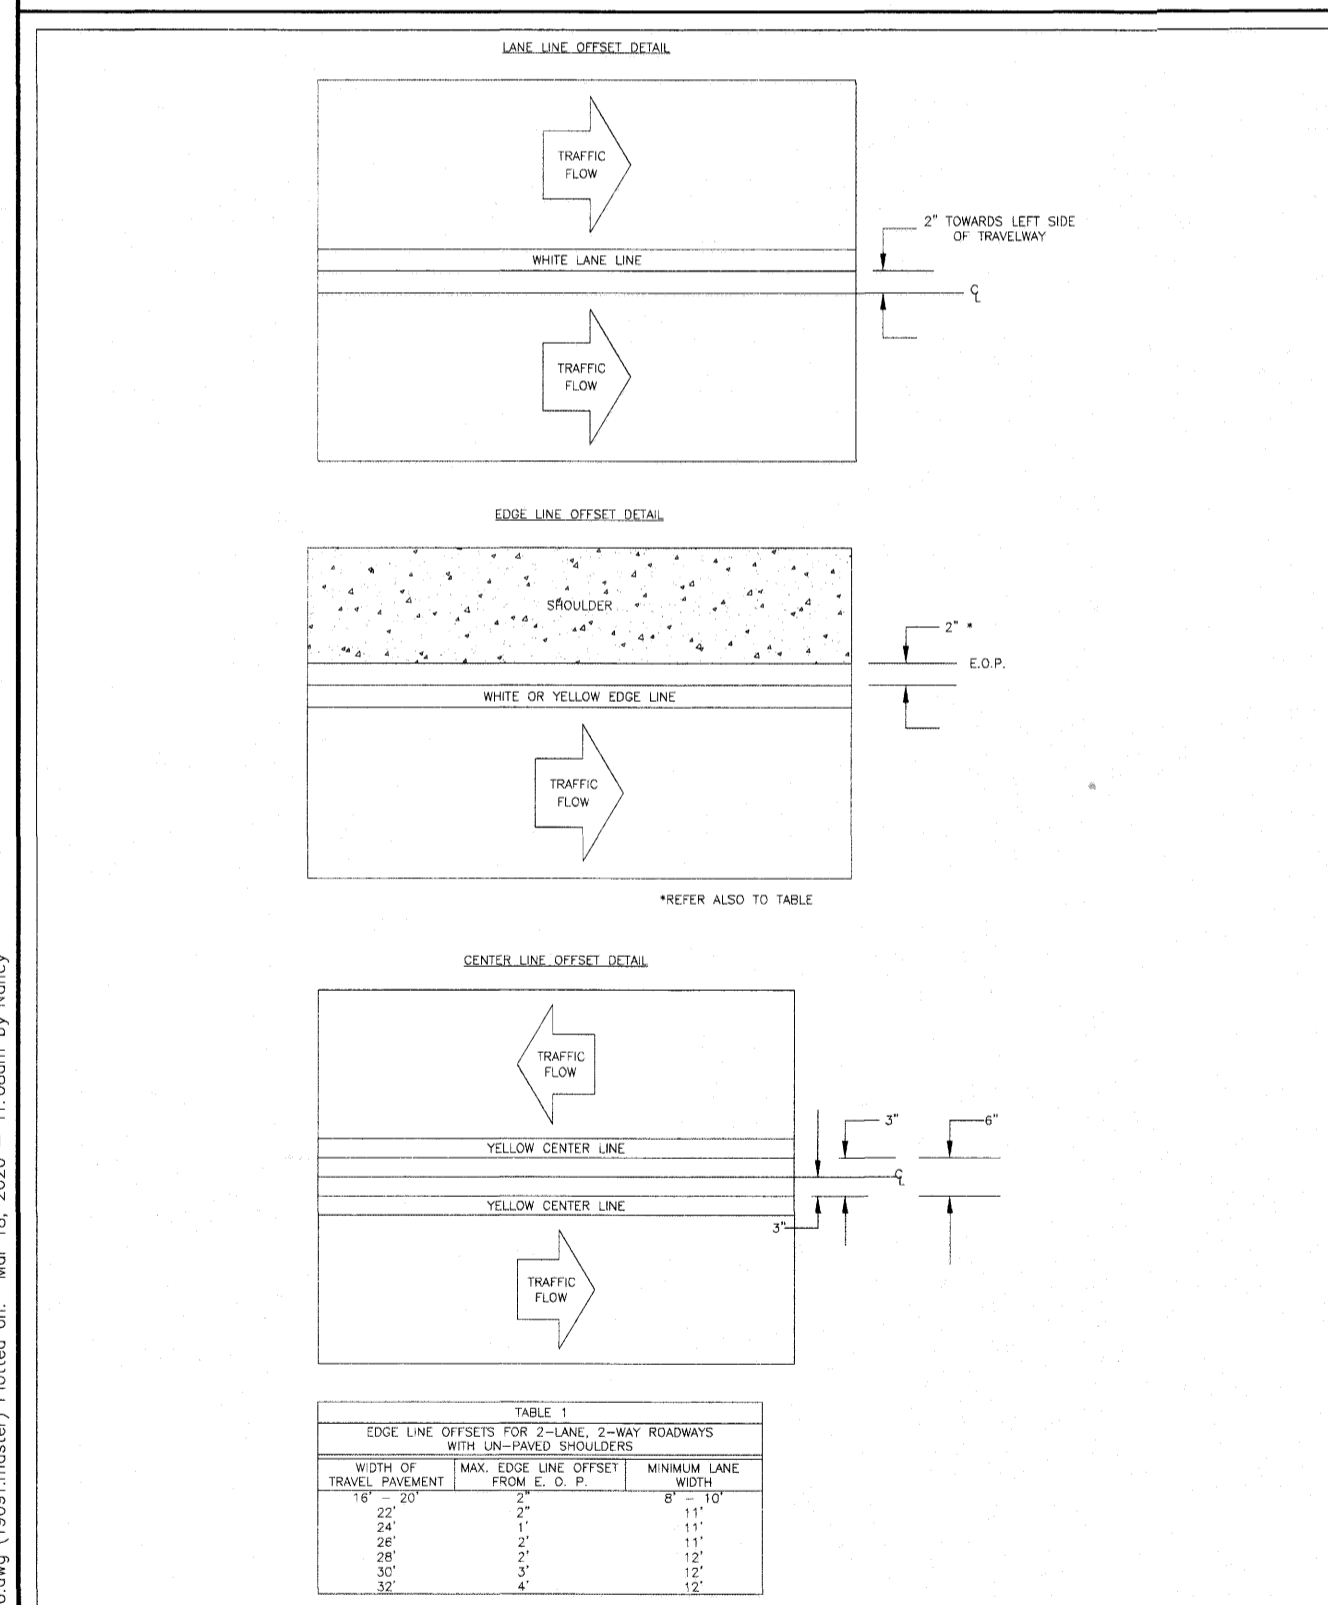 LANE LINE OFFSET DETAIL
TRAFFIC
FLOW
2" TOWARDS LEFT SIDE
OF TRAVELWAY
WHITE LANE LINE
℄
TRAFFIC
FLOW
EDGE LINE OFFSET DETAIL
SHOULDER
2" *
E.O.P.
WHITE OR YELLOW EDGE LINE
TRAFFIC
FLOW
*REFER ALSO TO TABLE
CENTER LINE OFFSET DETAIL
TRAFFIC
FLOW
3"
6"
YELLOW CENTER LINE
℄
YELLOW CENTER LINE
3"
TRAFFIC
FLOW
TABLE 1
EDGE LINE OFFSETS FOR 2-LANE, 2-WAY ROADWAYS
WITH UN-PAVED SHOULDERS
WIDTH OF TRAVEL PAVEMENT MAX. EDGE LINE OFFSET FROM E. O. P. MINIMUM LANE WIDTH
16' - 20' 2" 8' - 10'
22' 2" 11'
24' 1' 11'
26' 2' 11'
28' 2' 12'
30' 3' 12'
32' 4' 12'